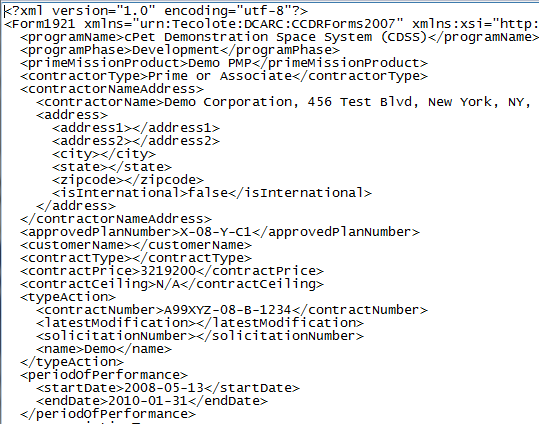 <?xml version="1.0" encoding="utf-8"?>
<Form1921 xmlns="urn:Tecolote:DCARC:CCDRForms2007" xmlns:xsi="http:
<programName>cPet Demonstration Space System (CDSS)</programName>
<programPhase>Development</programPhase>
<primeMissionProduct>Demo PMP</primeMissionProduct>
<contractorType>Prime or Associate</contractorType>
<contractorNameAddress>
<contractorName>Demo Corporation, 456 Test Blvd, New York, NY,
<address>
<address1></address1>
<address2></address2>
<city></city>
<state></state>
<zipcode></zipcode>
<isInternational>false</isInternational>
</address>
</contractorNameAddress>
<approvedPlanNumber>X-08-Y-C1</approvedPlanNumber>
<customerName></customerName>
<contractType></contractType>
<contractPrice>3219200</contractPrice>
<contractCeiling>N/A</contractCeiling>
<typeAction>
<contractNumber>A99XYZ-08-B-1234</contractNumber>
<latestModification></latestModification>
<solicitationNumber></solicitationNumber>
<name>Demo</name>
</typeAction>
<periodOfPerformance>
<startDate>2008-05-13</startDate>
<endDate>2010-01-31</endDate>
</periodOfPerformance>